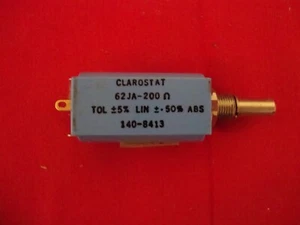 CLAROSTAT
62JA-200 Ω
TOL ±5% LIN ±.50% ABS
140-8413